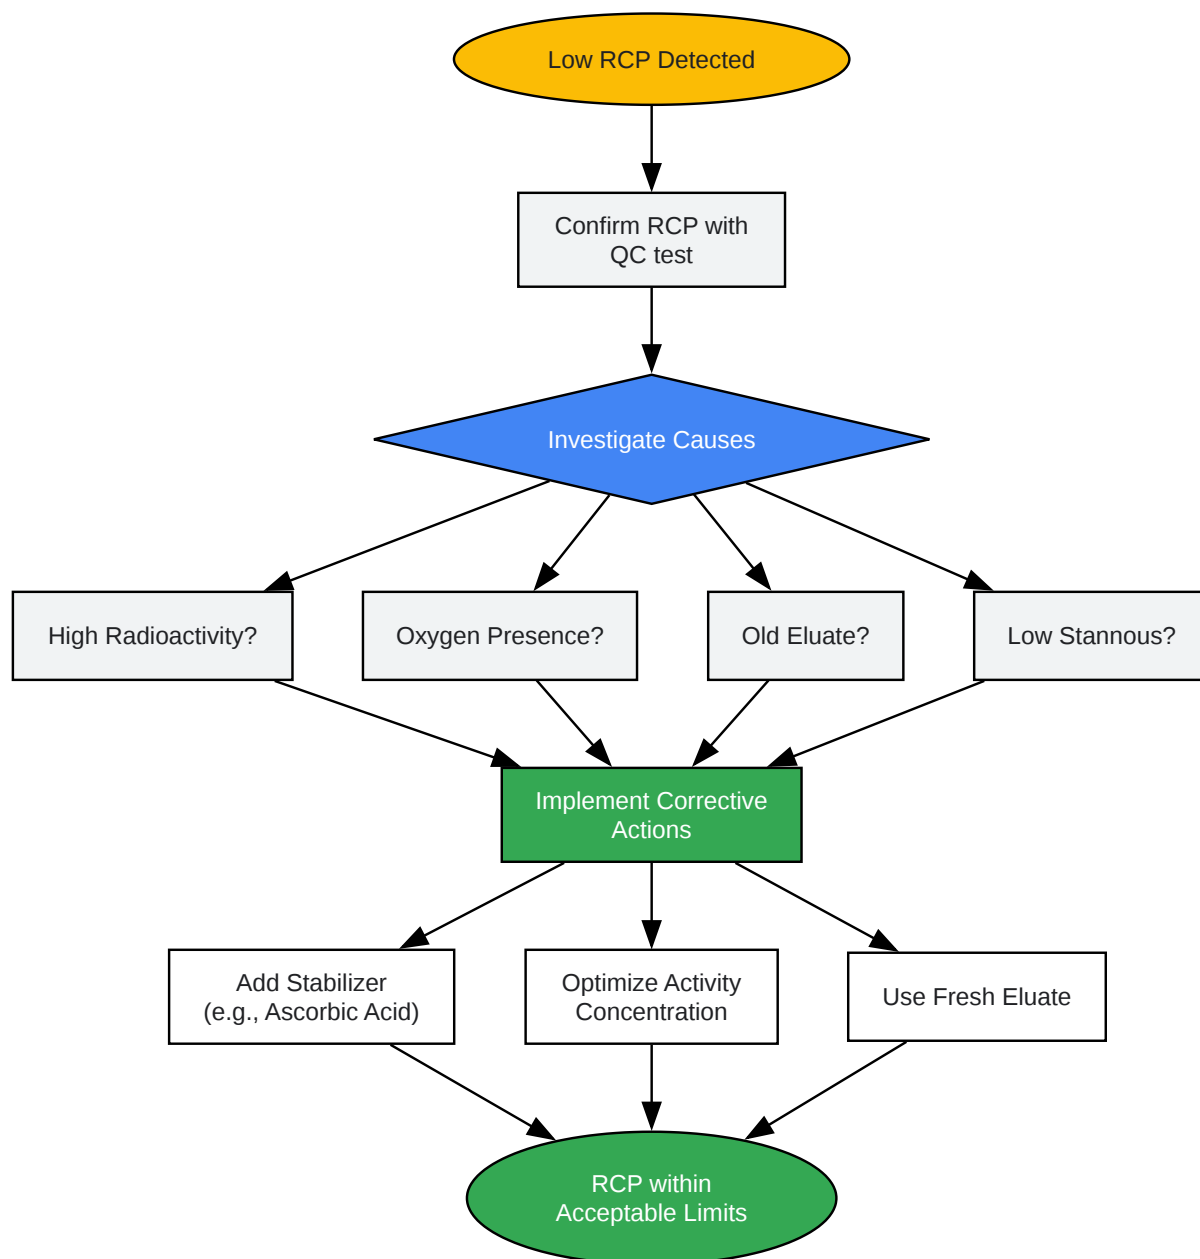 Low RCP Detected
Confirm RCP with
QC test
Investigate Causes
High Radioactivity?
Oxygen Presence?
Old Eluate?
Low Stannous?
Implement Corrective
Actions
Add Stabilizer
(e.g., Ascorbic Acid)
Optimize Activity
Concentration
Use Fresh Eluate
RCP within
Acceptable Limits